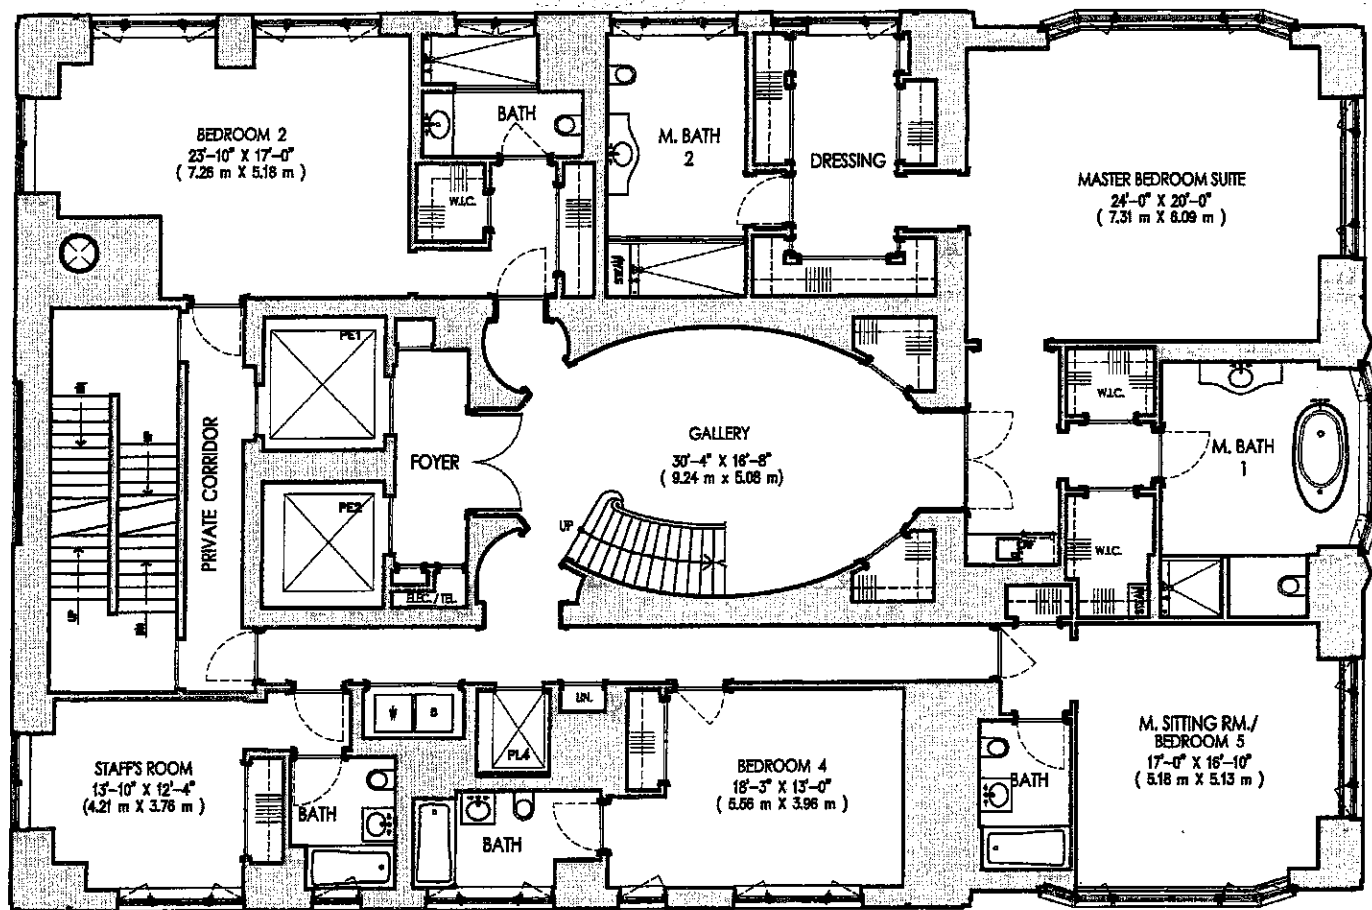 BEDROOM 2
23'-10" X 17'-0"
( 7.26 m X 5.18 m )
BATH
W.I.C.
M. BATH
2
DRESSING
MASTER BEDROOM SUITE
24'-0" X 20'-0"
( 7.31 m X 6.09 m )
PE1
PE2
FOYER
ELEC. / TEL.
PRIVATE CORRIDOR
DN
UP
UP
DN
GALLERY
30'-4" X 16'-8"
( 9.24 m x 5.08 m)
UP
W.I.C.
M. BATH
1
W.I.C.
STAFF'S ROOM
13'-10" X 12'-4"
(4.21 m X 3.76 m )
BATH
W
PL4
LIN.
BATH
BEDROOM 4
18'-3" X 13'-0"
( 5.56 m X 3.96 m )
BATH
M. SITTING RM./
BEDROOM 5
17'-0" X 16'-10"
( 5.18 m X 5.13 m )